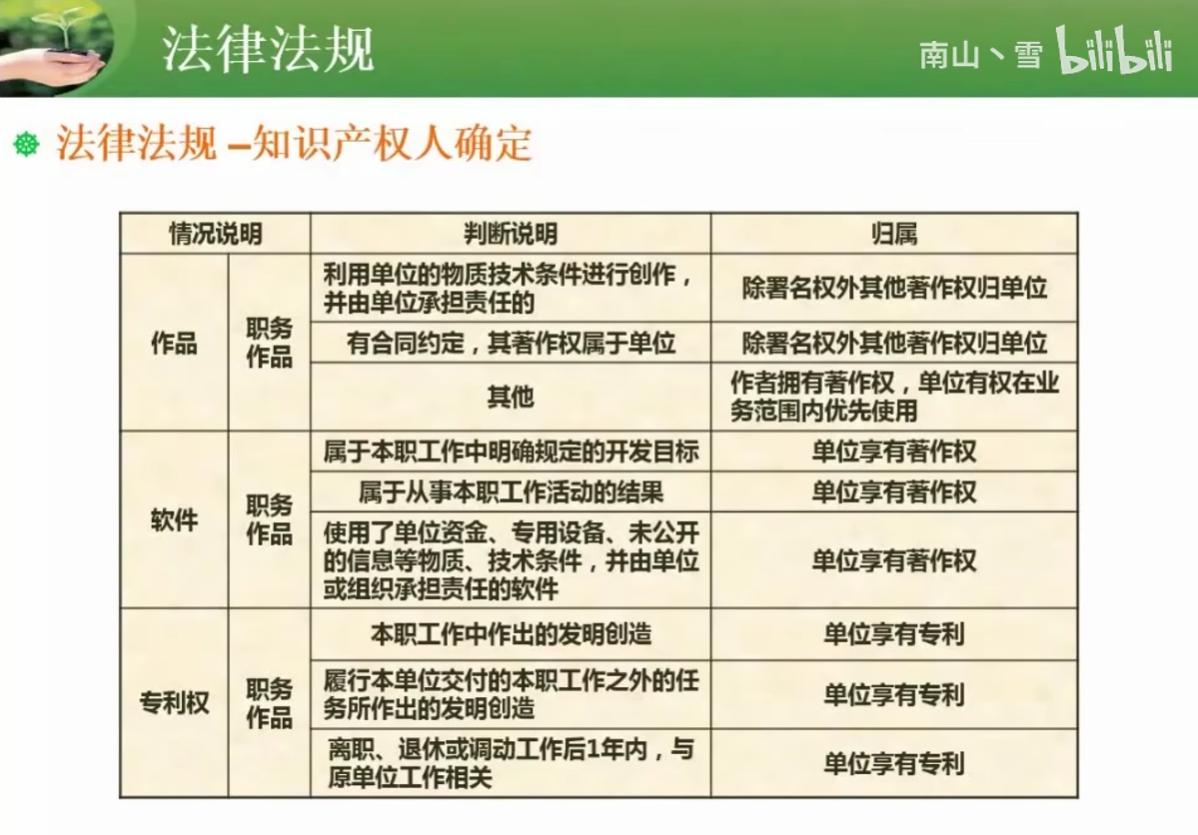 法律法规
南山丶雪 bilibili
法律法规 –知识产权人确定
情况说明
判断说明
归属
作品
职务
作品
利用单位的物质技术条件进行创作，
并由单位承担责任的
除署名权外其他著作权归单位
有合同约定，其著作权属于单位
除署名权外其他著作权归单位
其他
作者拥有著作权，单位有权在业
务范围内优先使用
软件
职务
作品
属于本职工作中明确规定的开发目标
单位享有著作权
属于从事本职工作活动的结果
单位享有著作权
使用了单位资金、专用设备、未公开
的信息等物质、技术条件，并由单位
或组织承担责任的软件
单位享有著作权
专利权
职务
作品
本职工作中作出的发明创造
单位享有专利
履行本单位交付的本职工作之外的任
务所作出的发明创造
单位享有专利
离职、退休或调动工作后1年内，与
原单位工作相关
单位享有专利